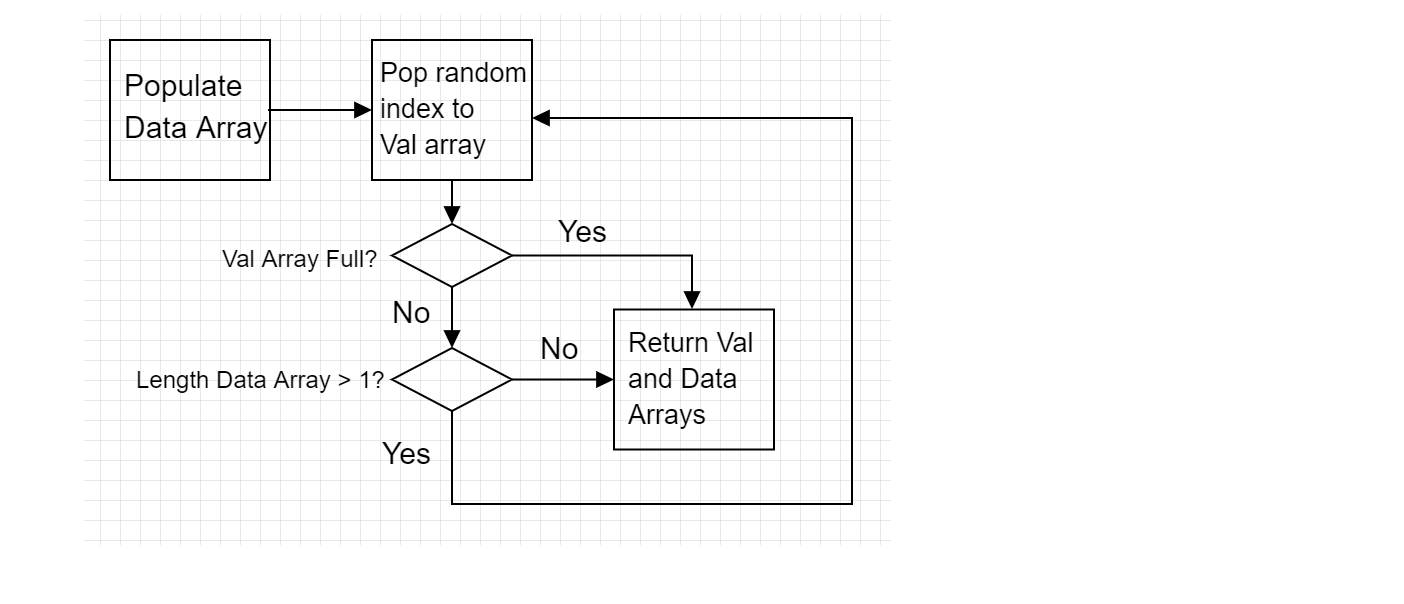 Populate
Data Array
Pop random
index to
Val array
Val Array Full?
Yes
No
Length Data Array > 1?
No
Return Val
and Data
Arrays
Yes